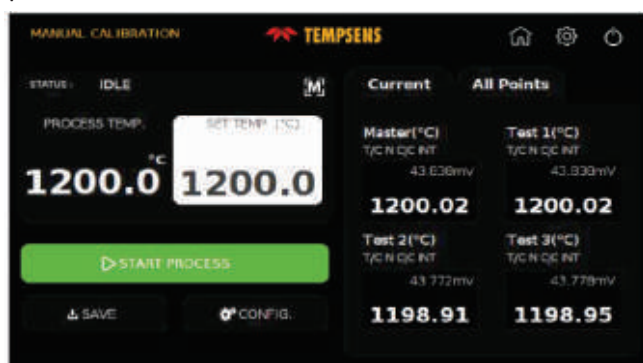 MANUAL CALIBRATION
TEMPSENS
STATUS: IDLE
M
Current
All Points
PROCESS TEMP.
SET TEMP (°C)
°C
1200.0
1200.0
Master(°C)
Test 1(°C)
T/C N CJC INT
T/C N CJC INT
43.838mV
43.838mV
1200.02
1200.02
START PROCESS
Test 2(°C)
Test 3(°C)
T/C N CJC INT
T/C N CJC INT
43.772mV
43.778mV
SAVE
CONFIG.
1198.91
1198.95